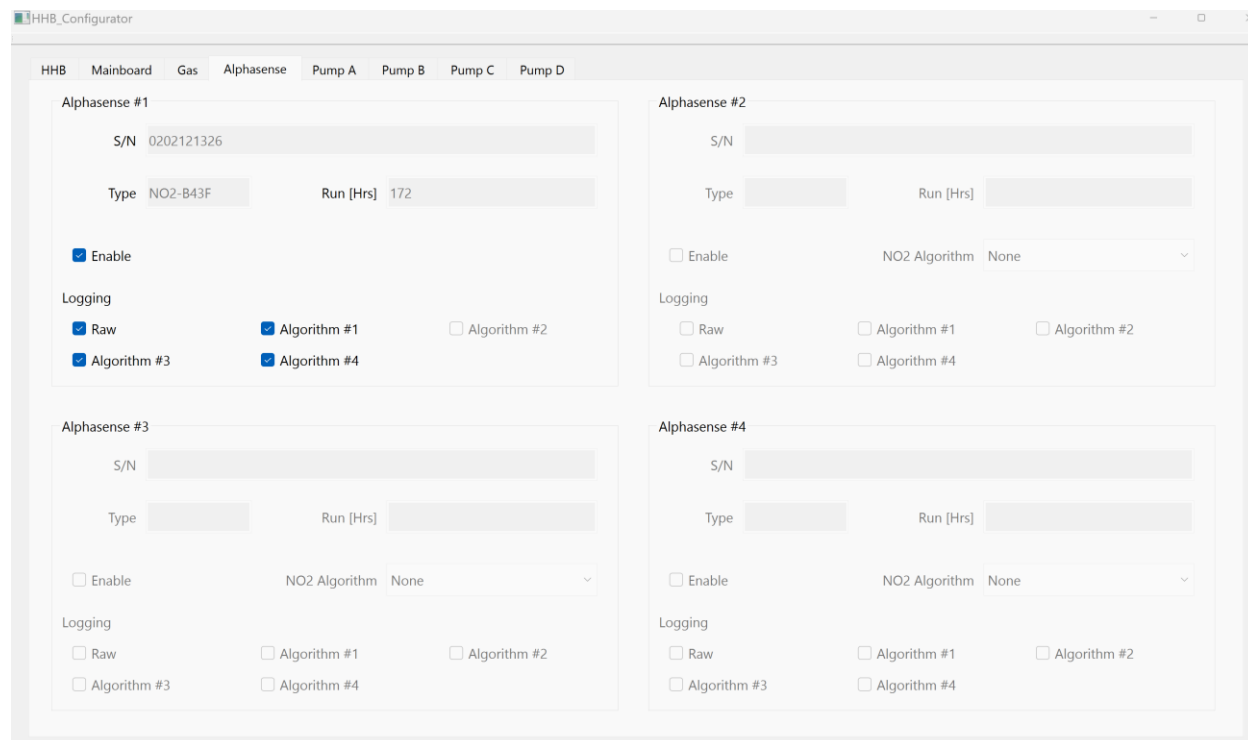 HHB_Configurator
HHB Mainboard Gas Alphasense Pump A Pump B Pump C Pump D
Alphasense #1
S/N 0202121326
Type NO2-B43F Run [Hrs] 172
Enable
Logging
Raw Algorithm #1 Algorithm #2
Algorithm #3 Algorithm #4
Alphasense #2
S/N
Type Run [Hrs]
Enable NO2 Algorithm None
Logging
Raw Algorithm #1 Algorithm #2
Algorithm #3 Algorithm #4
Alphasense #3
S/N
Type Run [Hrs]
Enable NO2 Algorithm None
Logging
Raw Algorithm #1 Algorithm #2
Algorithm #3 Algorithm #4
Alphasense #4
S/N
Type Run [Hrs]
Enable NO2 Algorithm None
Logging
Raw Algorithm #1 Algorithm #2
Algorithm #3 Algorithm #4